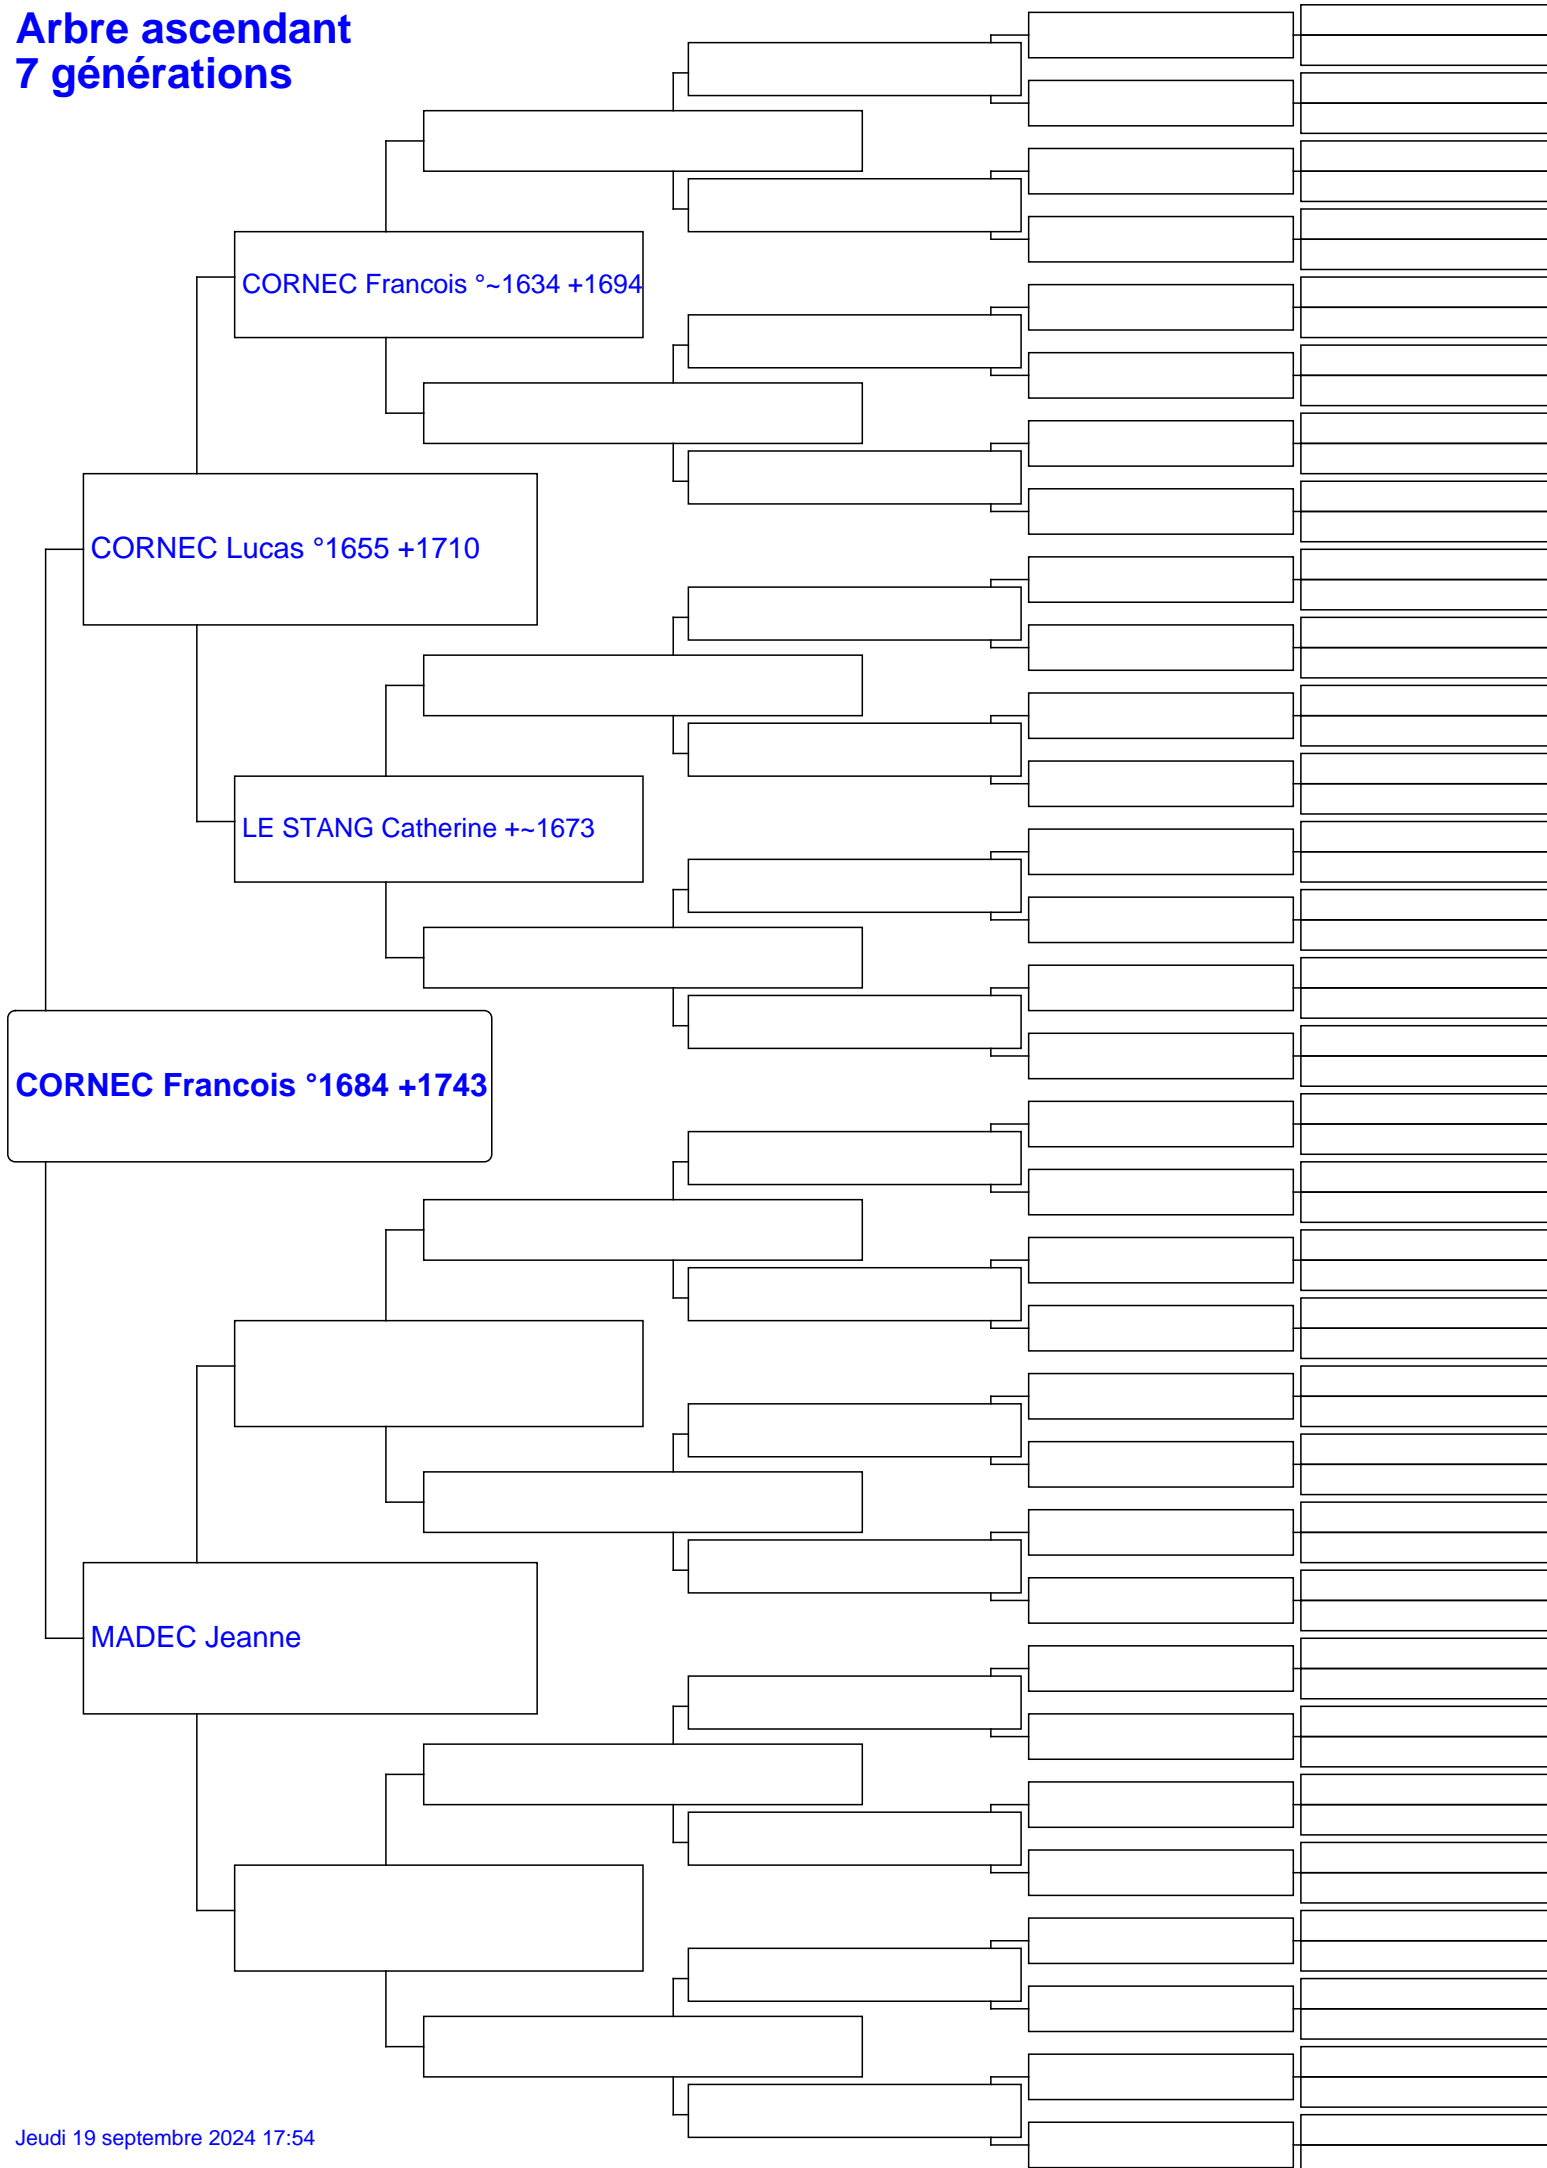 Arbre ascendant
7 générations
CORNEC Francois °~1634 +1694
CORNEC Lucas °1655 +1710
LE STANG Catherine +~1673
CORNEC Francois °1684 +1743
MADEC Jeanne
Jeudi 19 septembre 2024 17:54